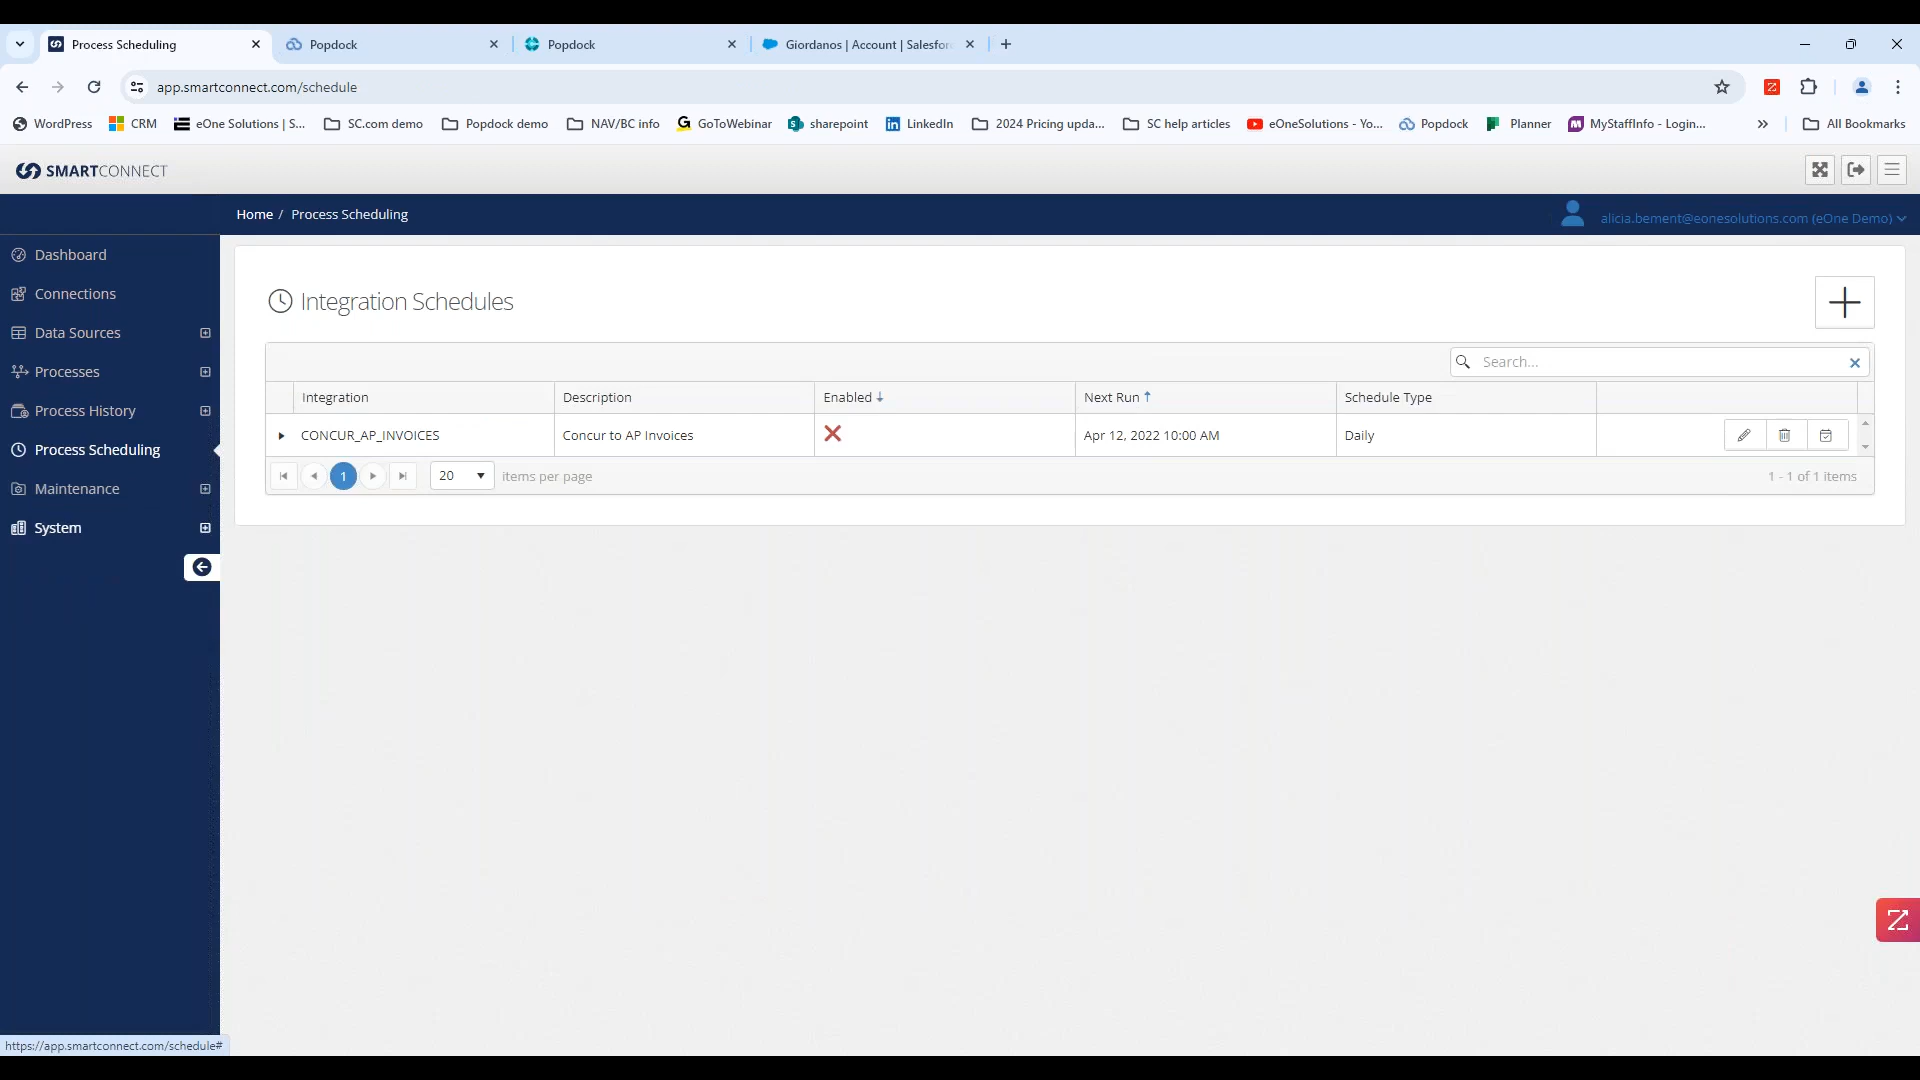 Process Scheduling
Popdock
Popdock
Giordanos | Account | Salesfor
app.smartconnect.com/schedule
WordPress
CRM
eOne Solutions | S...
SC.com demo
Popdock demo
NAV/BC info
GoToWebinar
sharepoint
LinkedIn
2024 Pricing upda...
SC help articles
eOneSolutions - Yo...
Popdock
Planner
MyStaffInfo - Login...
All Bookmarks
SMARTCONNECT
Home / Process Scheduling
alicia.bement@eonesolutions.com (eOne Demo)
Dashboard
Connections
Data Sources
Processes
Process History
Process Scheduling
Maintenance
System
Integration Schedules
Search...
Integration
Description
Enabled
Next Run
Schedule Type
CONCUR_AP_INVOICES
Concur to AP Invoices
Apr 12, 2022 10:00 AM
Daily
1
20
items per page
1 - 1 of 1 items
https://app.smartconnect.com/schedule#